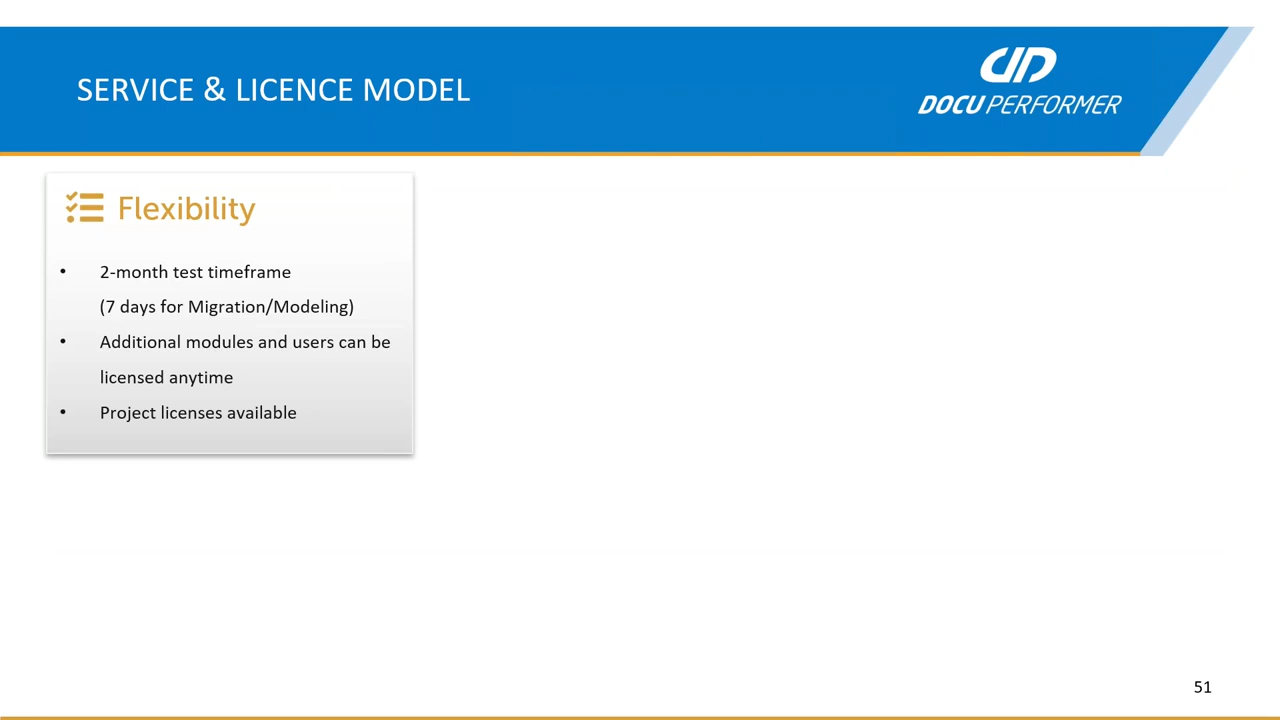 SERVICE & LICENCE MODEL
DOCU PERFORMER
Flexibility
• 2-month test timeframe
(7 days for Migration/Modeling)
• Additional modules and users can be
licensed anytime
• Project licenses available
51